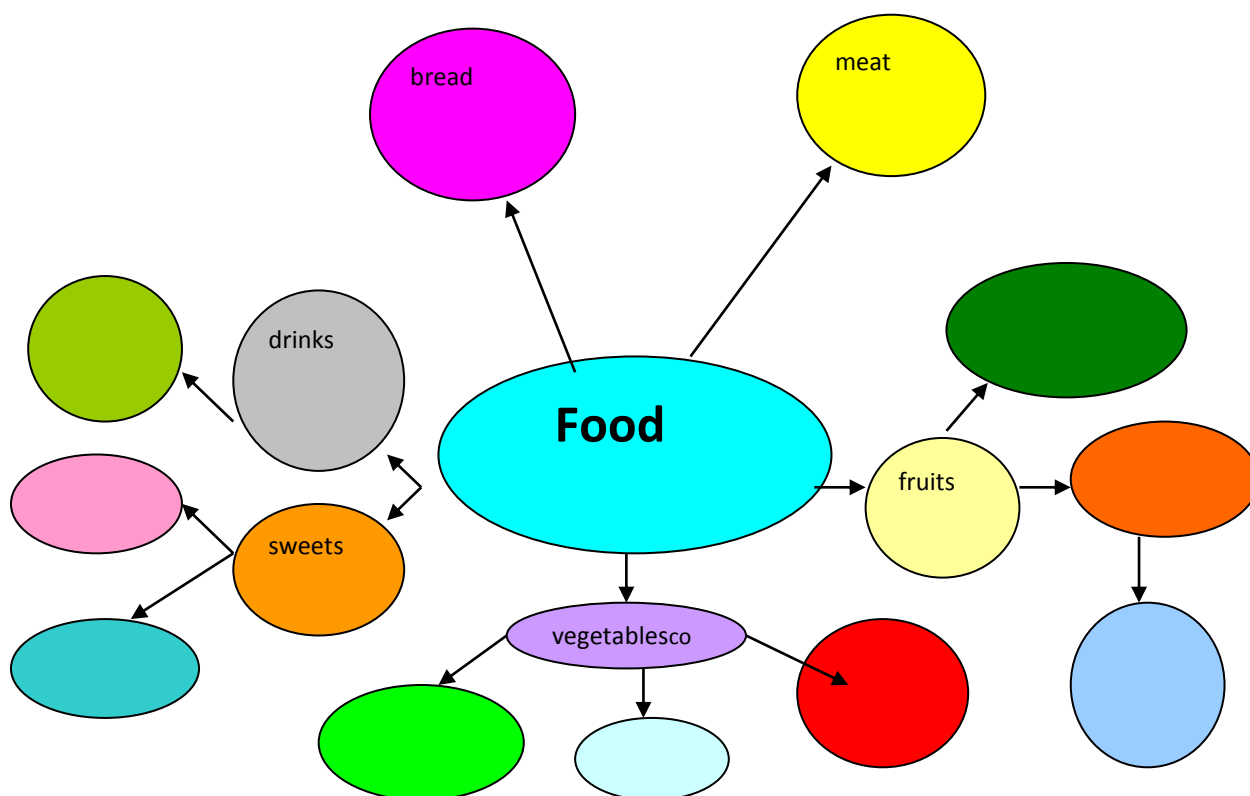 bread
meat
drinks
Food
fruits
sweets
vegetablesco